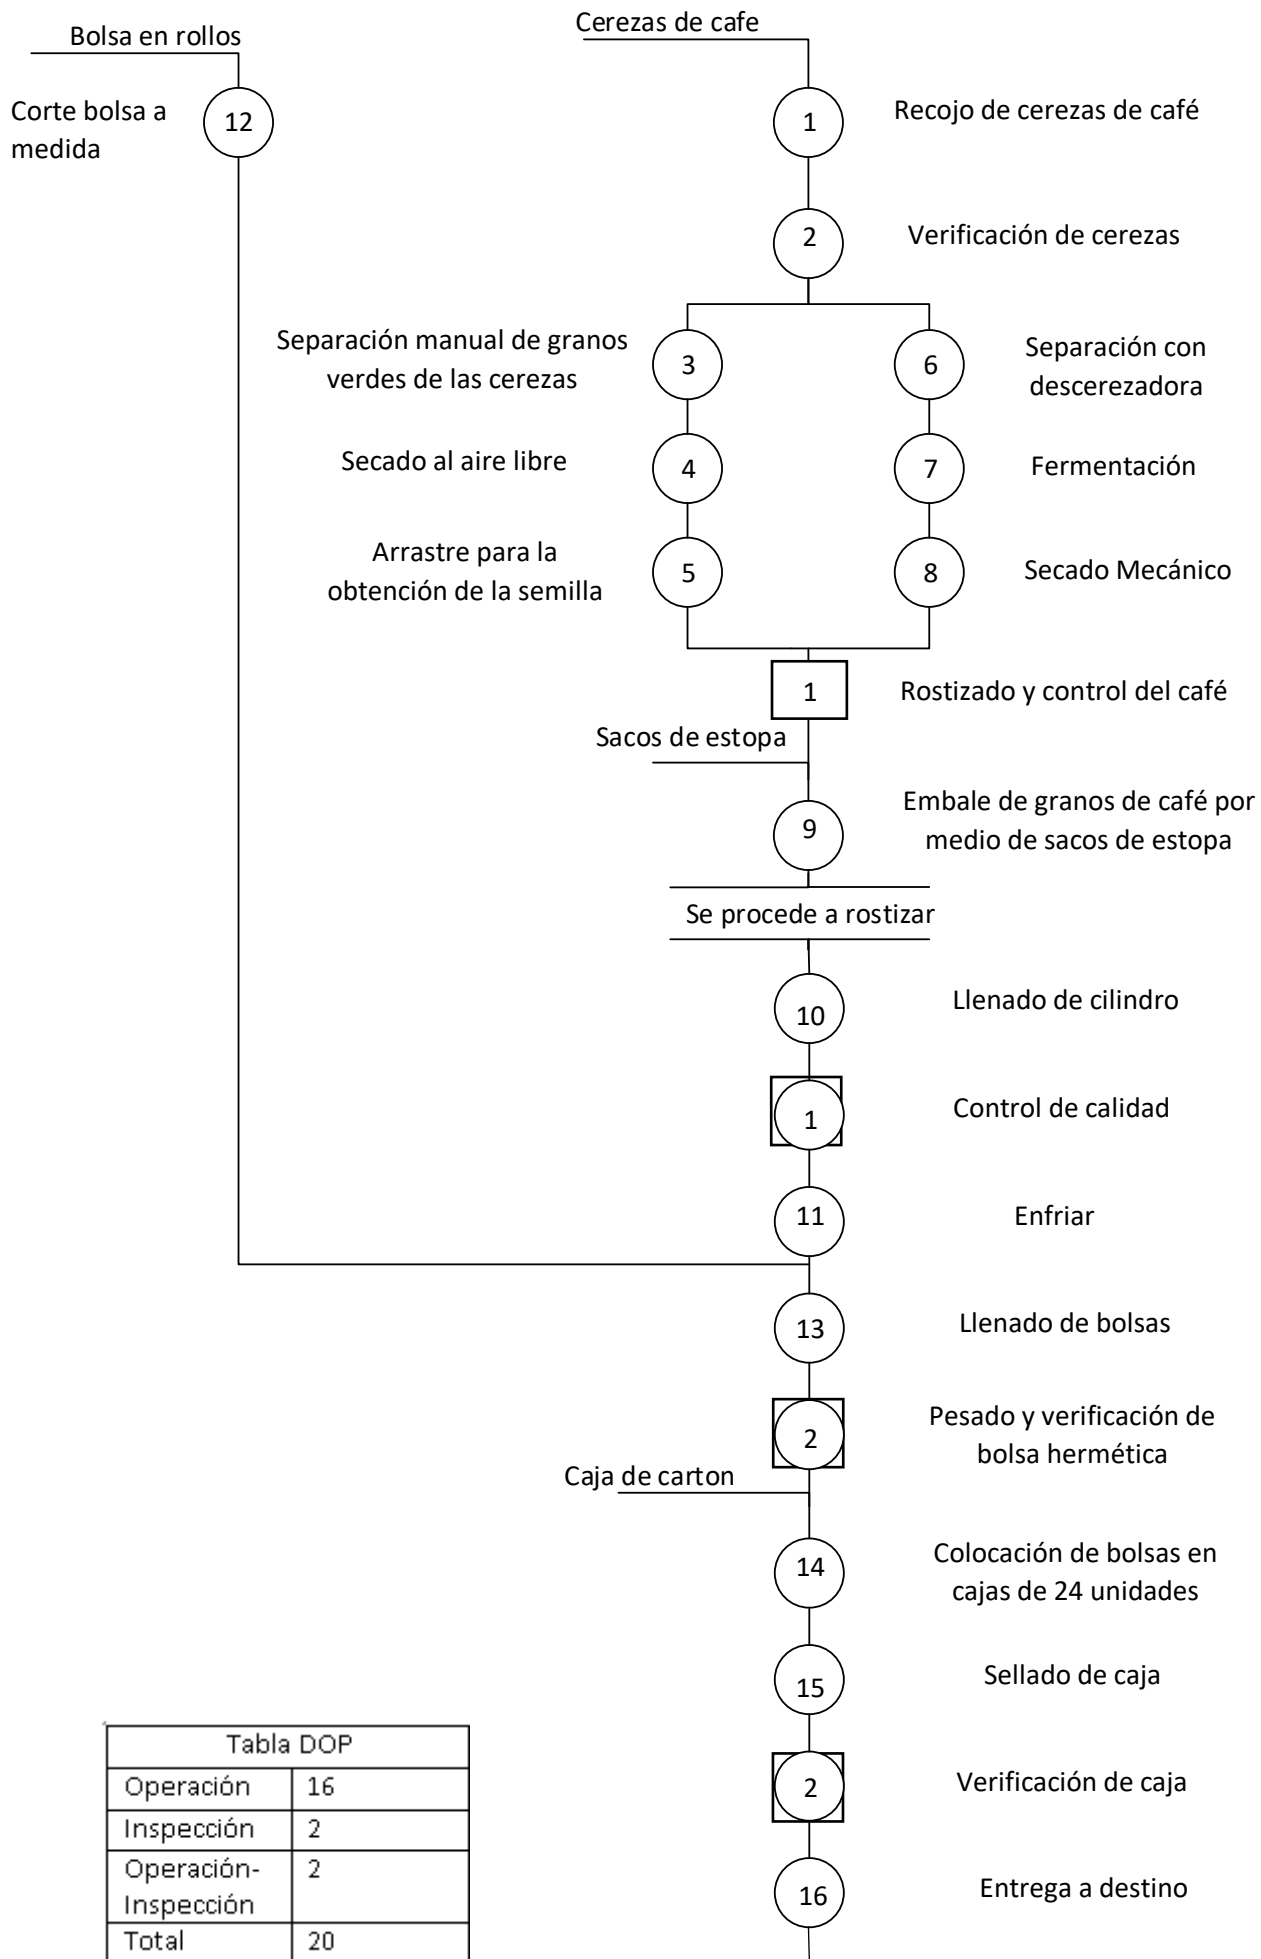 Bolsa en rollos
Cerezas de cafe
Corte bolsa a
medida
12
1
Recojo de cerezas de café
2
Verificación de cerezas
Separación manual de granos
verdes de las cerezas
3
6
Separación con
descerezadora
Secado al aire libre
4
7
Fermentación
Arrastre para la
obtención de la semilla
5
8
Secado Mecánico
1
Rostizado y control del café
Sacos de estopa
9
Embale de granos de café por
medio de sacos de estopa
Se procede a rostizar
10
Llenado de cilindro
1
Control de calidad
11
Enfriar
13
Llenado de bolsas
2
Pesado y verificación de
bolsa hermética
Caja de carton
14
Colocación de bolsas en
cajas de 24 unidades
15
Sellado de caja
2
Verificación de caja
16
Entrega a destino
Tabla DOP
Operación 16
Inspección 2
Operación- 2
Inspección
Total 20